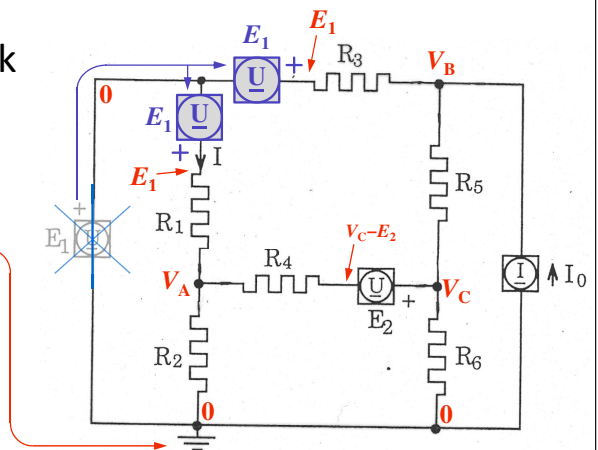 k
E1
E1
+
R3
VB
0
U
E1
U
+
I
E1
+
E1
U
R1
R5
VC–E2
R4
VA
U
+
VC
I
I0
E2
R2
R6
0
0